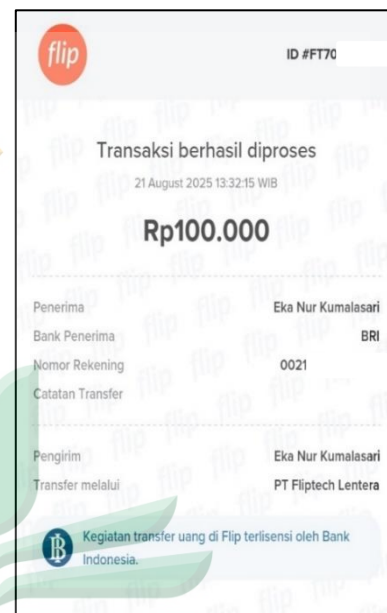 flip
ID #FT70
Transaksi berhasil diproses
21 August 2025 13:32:15 WIB
Rp100.000
Penerima Eka Nur Kumalasari
Bank Penerima BRI
Nomor Rekening 0021
Catatan Transfer
Pengirim Eka Nur Kumalasari
Transfer melalui PT Fliptech Lentera
Kegiatan transfer uang di Flip terlisensi oleh Bank
Indonesia.